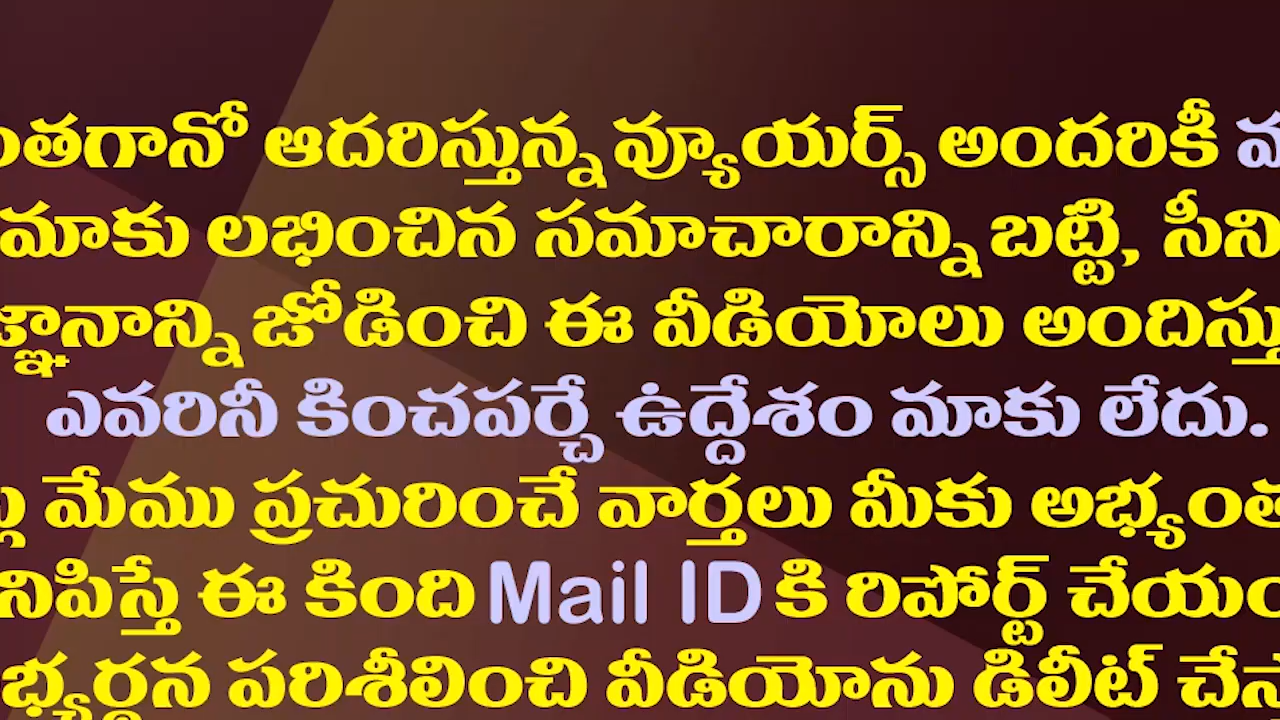 ంతగానో ఆదరిస్తున్న వ్యూయర్స్ అందరికీ
మాకు లభించిన సమాచారాన్ని బట్టి, సీని
జ్ఞానాన్ని జోడించి ఈ వీడియోలు అందిస్తు
ఎవరినీ కించపర్చే ఉద్దేశం మాకు లేదు.
మేము ప్రచురించే వార్తలు మీకు అభ్యంత
నిపిస్తే ఈ కింది Mail ID కి రిపోర్ట్ చేయం
భ్యర్థన పరిశీలించి వీడియోను డిలీట్ చేస